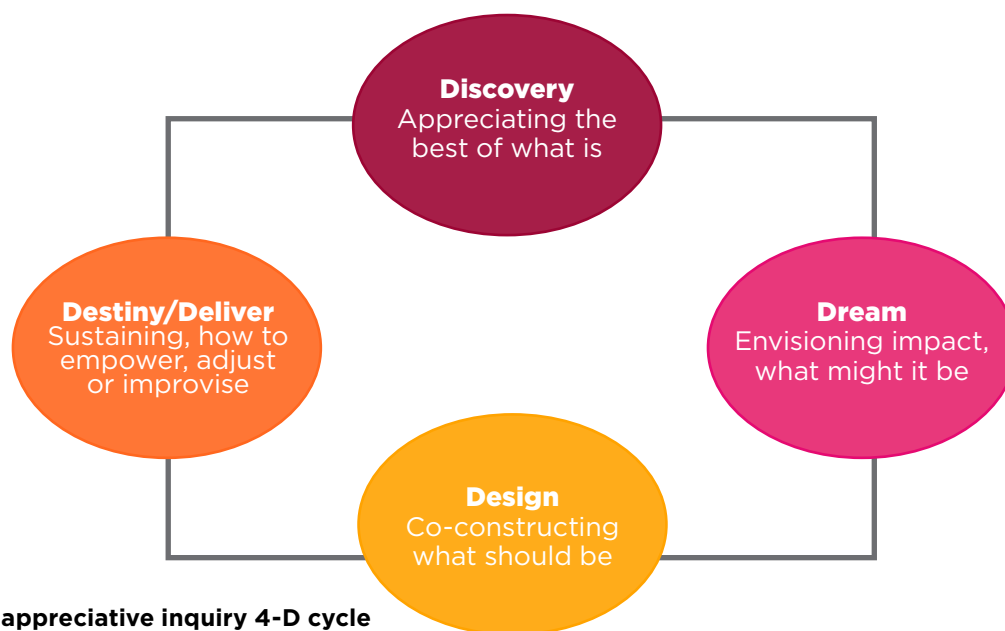 Discovery
Appreciating the
best of what is
Dream
Envisioning impact,
what might it be
Design
Co-constructing
what should be
Destiny/Deliver
Sustaining, how to
empower, adjust
or improvise
appreciative inquiry 4-D cycle